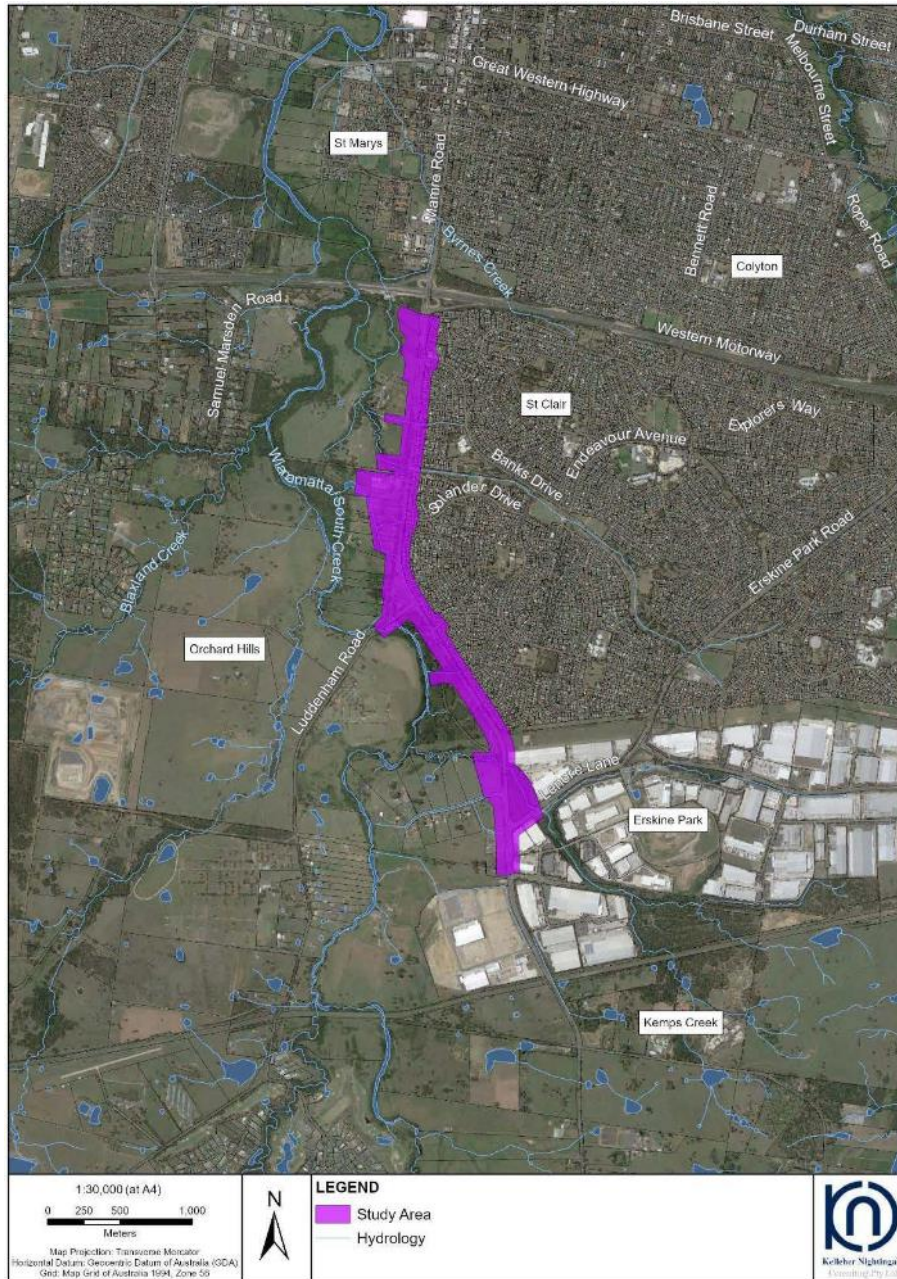 Brisbane Street
Durham Street
Melbourne Street
Great Western Highway
St Marys
Mamre Road
Byrnes Creek
Bennett Road
Roper Road
Colyton
Samuel Marsden Road
Western Motorway
St Clair
Explorers Way
Endeavour Avenue
Banks Drive
Solander Drive
South Creek
Erskine Park Road
Blaxland Creek
Orchard Hills
Luddenham Road
Lane
Erskine Park
Kemps Creek
1:30,000 (at A4)
0 250 500 1,000
Meters
Map Projection: Transverse Mercator
Horizontal Datum: Geocentric Datum of Australia (GDA)
Grid: Map Grid of Australia 1994, Zone 56
N
LEGEND
Study Area
Hydrology
Kelleher Nightingale
Consulting Pty Ltd